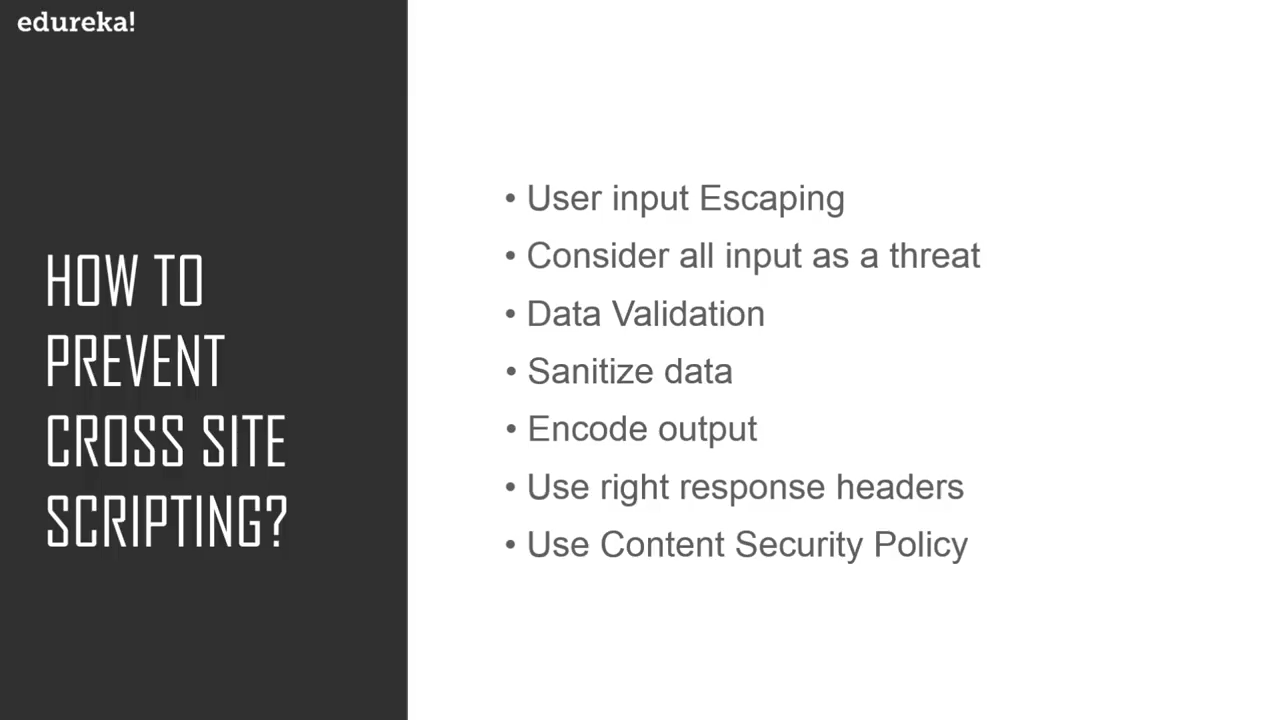 edureka!
HOW TO
PREVENT
CROSS SITE
SCRIPTING?
• User input Escaping
• Consider all input as a threat
• Data Validation
• Sanitize data
• Encode output
• Use right response headers
• Use Content Security Policy